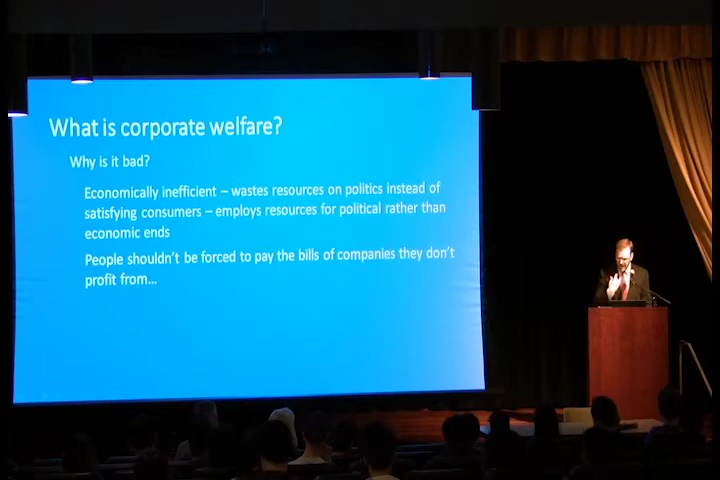 What is corporate welfare?
Why is it bad?
Economically inefficient – wastes resources on politics instead of
satisfying consumers – employs resources for political rather than
economic ends
People shouldn't be forced to pay the bills of companies they don't
profit from...